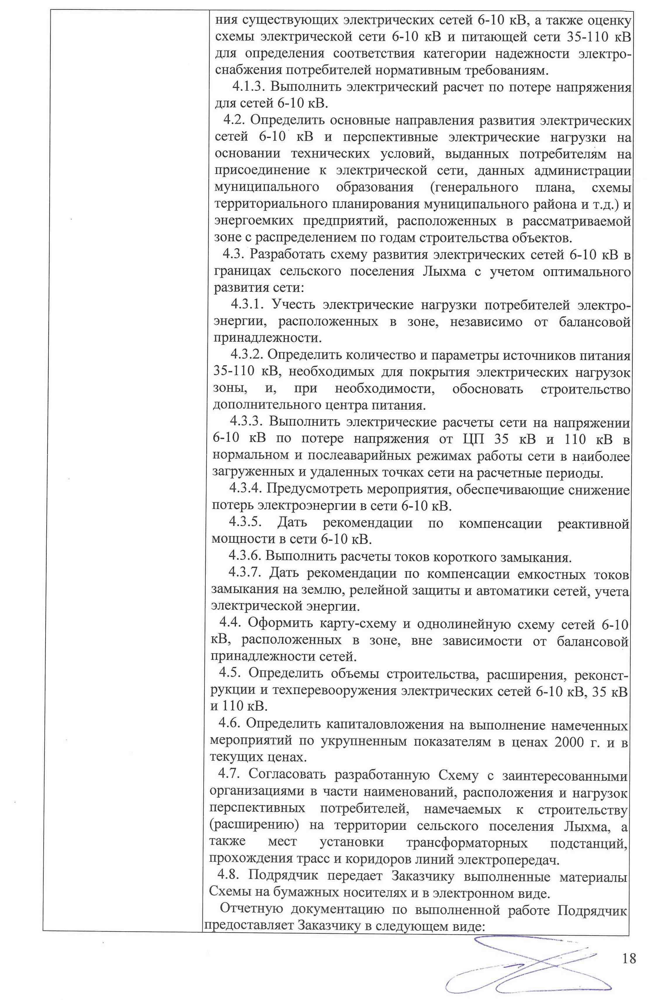 ния существующих электрических сетей 6-10 кВ, а также оценку
схемы электрической сети 6-10 кВ и питающей сети 35-110 кВ
для определения соответствия категории надежности электро-
снабжения потребителей нормативным требованиям.
4.1.3. Выполнить электрический расчет по потере напряжения
для сетей 6-10 кВ.
4.2. Определить основные направления развития электрических
сетей 6-10 кВ и перспективные электрические нагрузки на
основании технических условий, выданных потребителям на
присоединение к электрической сети, данных администрации
муниципального образования (генерального плана, схемы
территориального планирования муниципального района и т.д.) и
энергоемких предприятий, расположенных в рассматриваемой
зоне с распределением по годам строительства объектов.
4.3. Разработать схему развития электрических сетей 6-10 кВ в
границах сельского поселения Лыхма с учетом оптимального
развития сети:
4.3.1. Учесть электрические нагрузки потребителей электро-
энергии, расположенных в зоне, независимо от балансовой
принадлежности.
4.3.2. Определить количество и параметры источников питания
35-110 кВ, необходимых для покрытия электрических нагрузок
зоны, и, при необходимости, обосновать строительство
дополнительного центра питания.
4.3.3. Выполнить электрические расчеты сети на напряжении
6-10 кВ по потере напряжения от ЦП 35 кВ и 110 кВ в
нормальном и послеаварийных режимах работы сети в наиболее
загруженных и удаленных точках сети на расчетные периоды.
4.3.4. Предусмотреть мероприятия, обеспечивающие снижение
потерь электроэнергии в сети 6-10 кВ.
4.3.5. Дать рекомендации по компенсации реактивной
мощности в сети 6-10 кВ.
4.3.6. Выполнить расчеты токов короткого замыкания.
4.3.7. Дать рекомендации по компенсации емкостных токов
замыкания на землю, релейной защиты и автоматики сетей, учета
электрической энергии.
4.4. Оформить карту-схему и однолинейную схему сетей 6-10
кВ, расположенных в зоне, вне зависимости от балансовой
принадлежности сетей.
4.5. Определить объемы строительства, расширения, реконст-
рукции и техперевооружения электрических сетей 6-10 кВ, 35 кВ
и 110 кВ.
4.6. Определить капиталовложения на выполнение намеченных
мероприятий по укрупненным показателям в ценах 2000 г. и в
текущих ценах.
4.7. Согласовать разработанную Схему с заинтересованными
организациями в части наименований, расположения и нагрузок
перспективных потребителей, намечаемых к строительству
(расширению) на территории сельского поселения Лыхма, а
также мест установки трансформаторных подстанций,
прохождения трасс и коридоров линий электропередач.
4.8. Подрядчик передает Заказчику выполненные материалы
Схемы на бумажных носителях и в электронном виде.
Отчетную документацию по выполненной работе Подрядчик
предоставляет Заказчику в следующем виде:
18